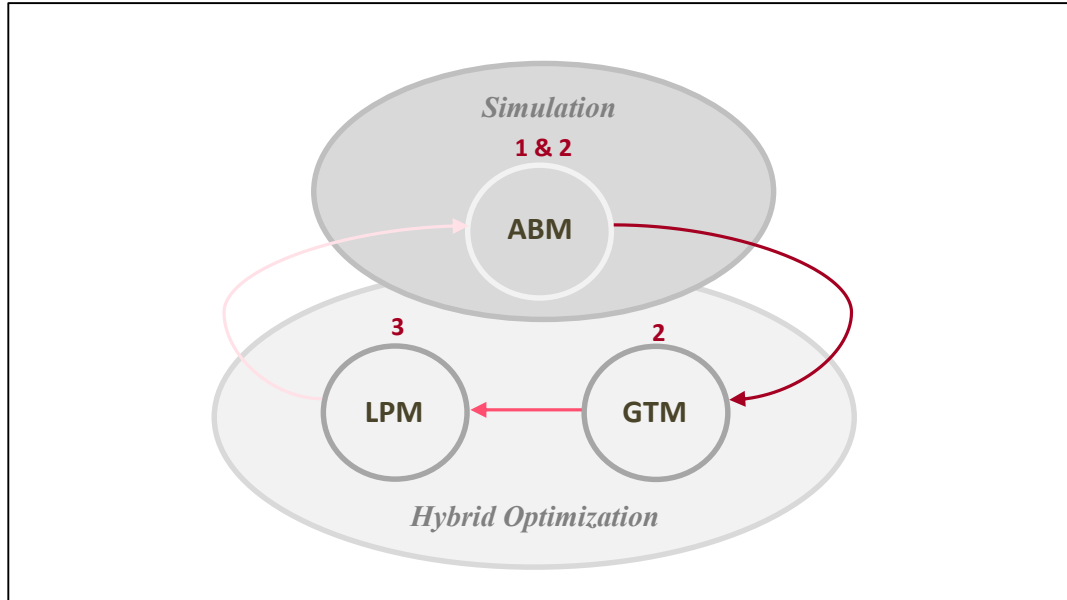 Simulation
1 & 2
ABM
3
2
LPM
GTM
Hybrid Optimization